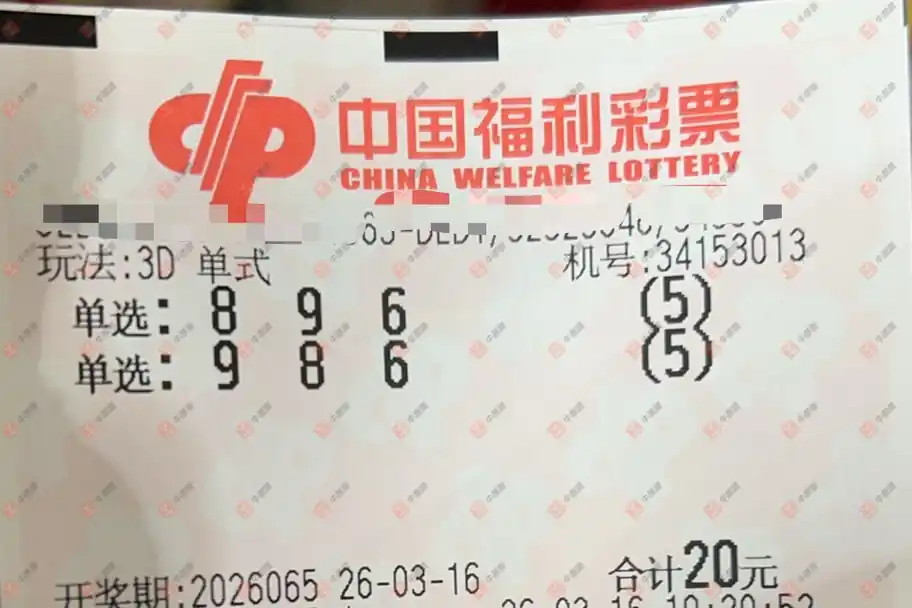 中国福利彩票
CHINA WELFARE LOTTERY
玩法:3D 单式 机号:34153013
单选: 8 9 6 (5)
单选: 9 8 6 (5)
合计20元
开奖期:2026065 26-03-16